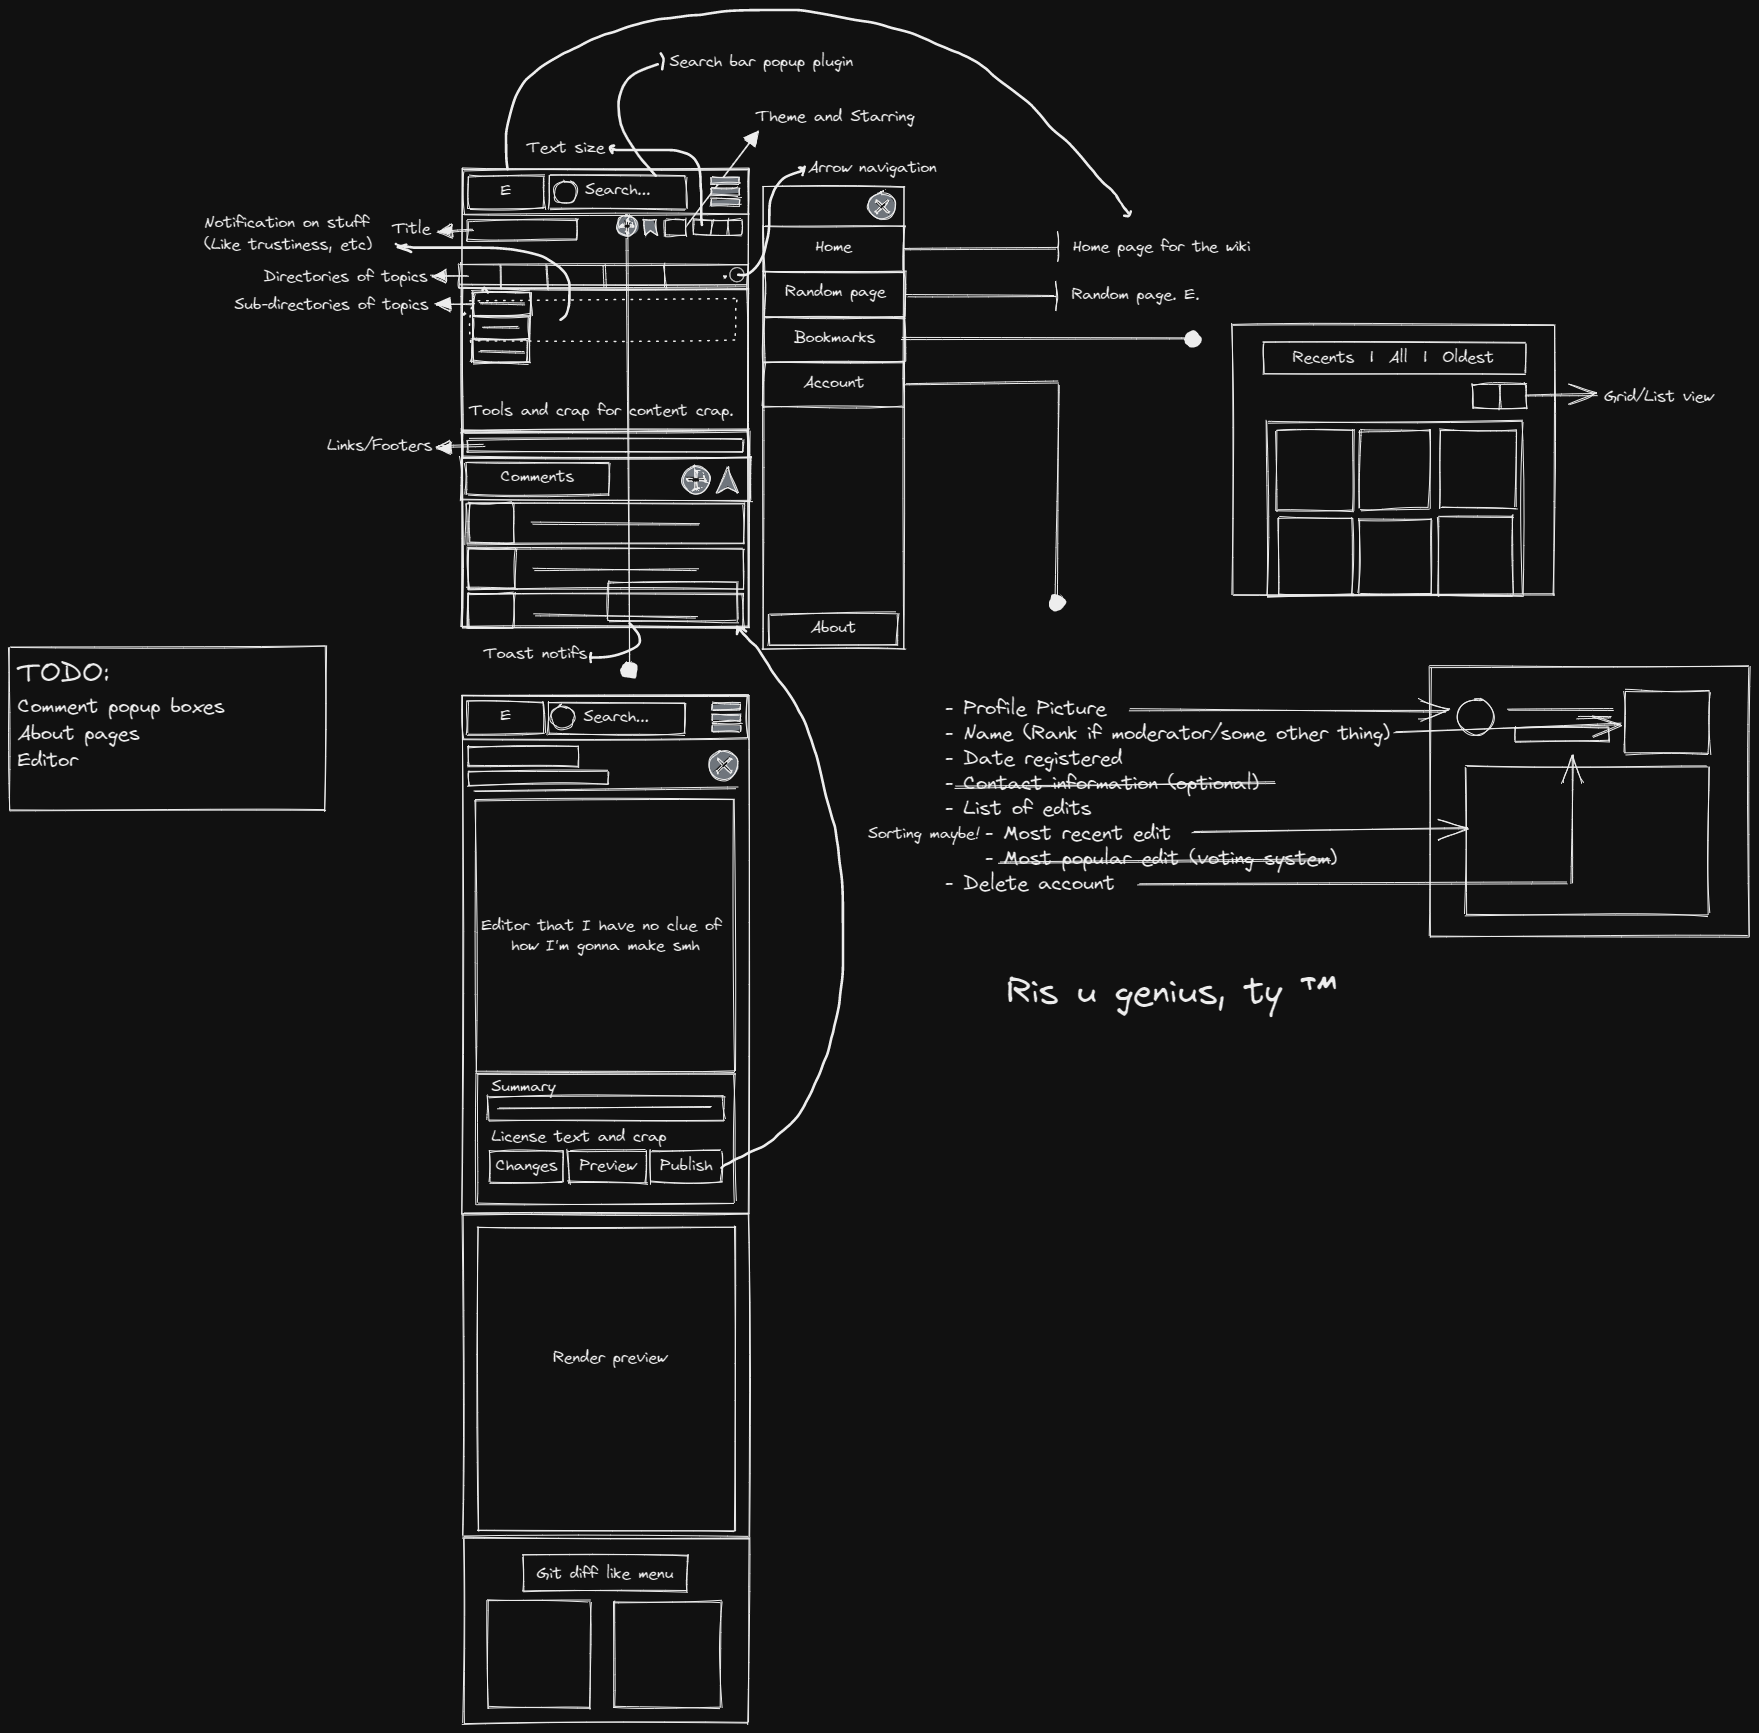 Search bar popup plugin
Theme and Starring
Text size
Arrow navigation
E
Search...
Notification on stuff
(Like trustiness, etc)
Title
Directories of topics
Sub-directories of topics
Tools and crap for content crap.
Links/Footers
Comments
Toast notifs
Home
Random page
Bookmarks
Account
About
Home page for the wiki
Random page. E.
Recents | All | Oldest
Grid/List view
TODO:
Comment popup boxes
About pages
Editor
E
Search...
Editor that I have no clue of
how I'm gonna make smh
Summary
License text and crap
Changes
Preview
Publish
Render preview
Git diff like menu
- Profile Picture
- Name (Rank if moderator/some other thing)
- Date registered
- Contact information (optional)
- List of edits
Sorting maybe! - Most recent edit
- Most popular edit (voting system)
- Delete account
Ris u genius, ty ™